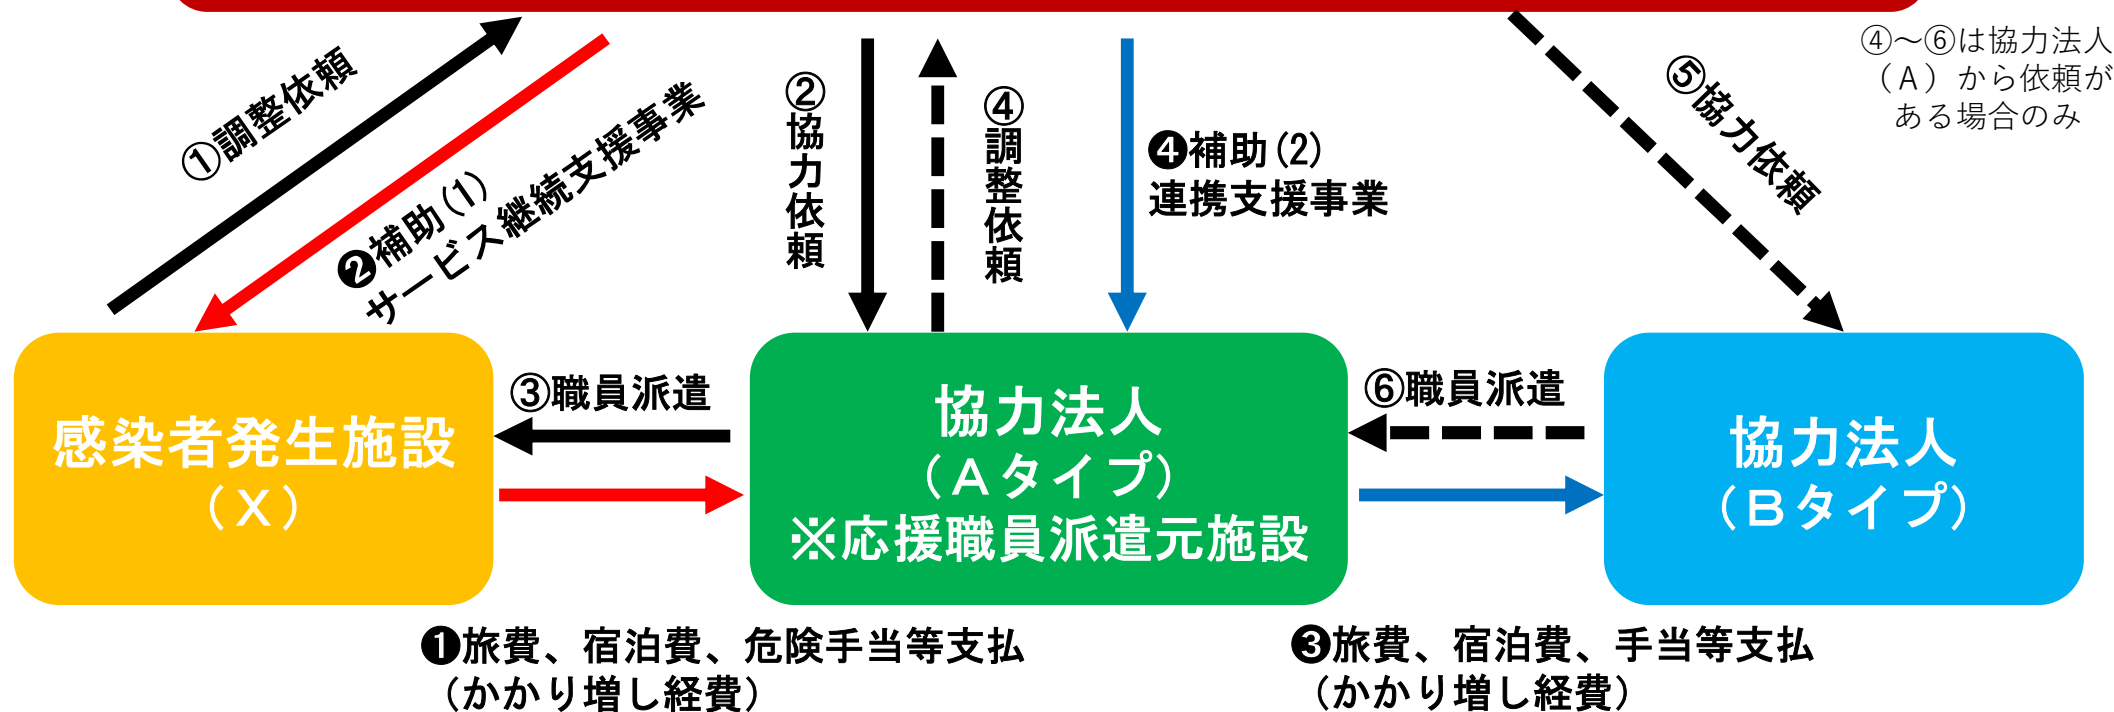 ④～⑥は協力法人
（Ａ）から依頼が
ある場合のみ
①調整依頼
❷補助(1)
サービス継続支援事業
②協力依頼
④調整依頼
❹補助(2)
連携支援事業
⑤協力依頼
感染者発生施設
（Ｘ）
③職員派遣
協力法人
（Ａタイプ）
※応援職員派遣元施設
⑥職員派遣
協力法人
（Ｂタイプ）
❶旅費、宿泊費、危険手当等支払
（かかり増し経費）
❸旅費、宿泊費、手当等支払
（かかり増し経費）